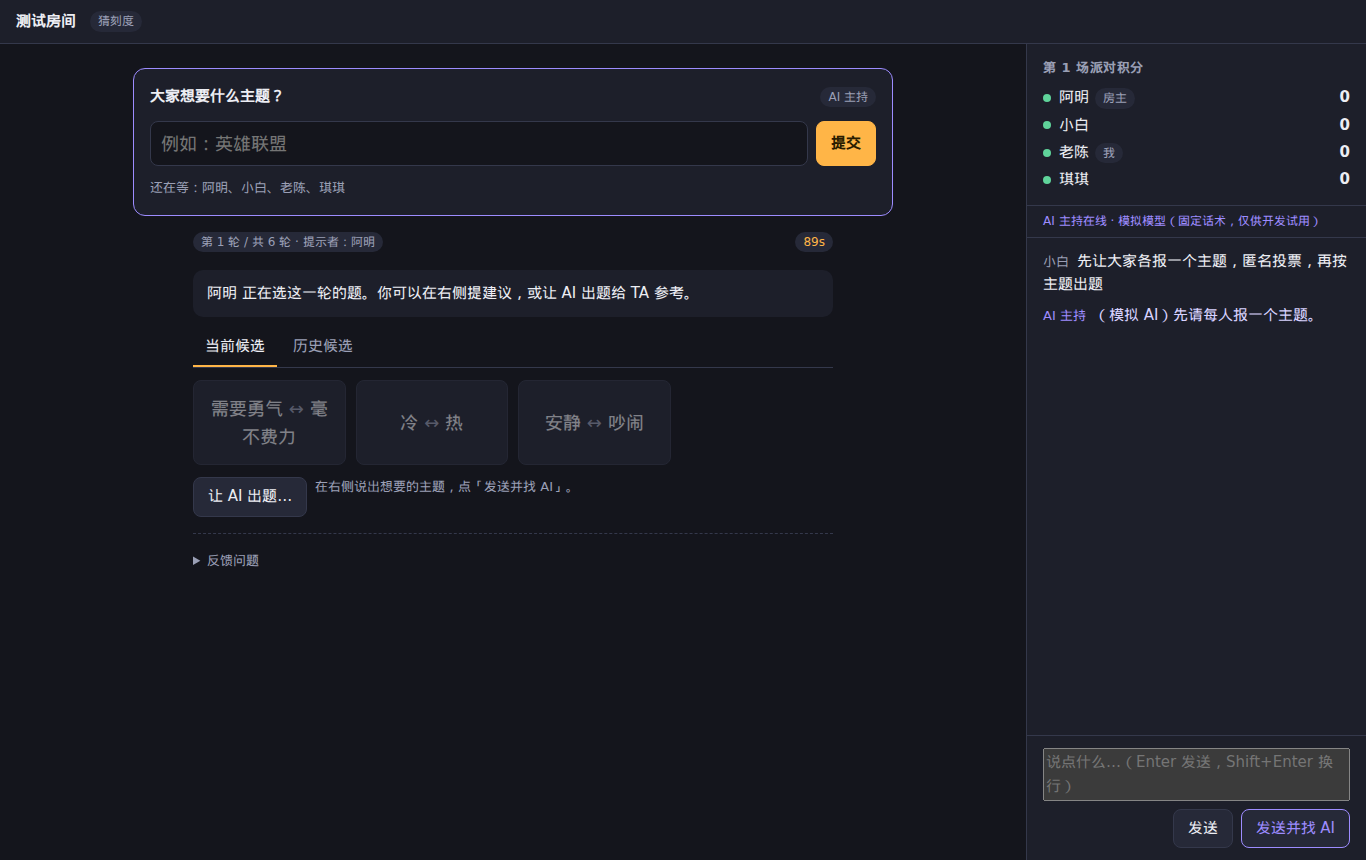 测试房间 猜刻度
大家想要什么主题？ AI 主持
例如：英雄联盟 提交
还在等：阿明、小白、老陈、琪琪
第 1 轮 / 共 6 轮 · 提示者：阿明 89s
阿明 正在选这一轮的题。你可以在右侧提建议，或让 AI 出题给 TA 参考。
当前候选 历史候选
需要勇气 ↔ 毫
不费力
冷 ↔ 热
安静 ↔ 吵闹
让 AI 出题… 在右侧说出想要的主题，点「发送并找 AI」。
▶ 反馈问题
第 1 场派对积分
阿明 房主 0
小白 0
老陈 我 0
琪琪 0
AI 主持在线 · 模拟模型（固定话术，仅供开发试用）
小白 先让大家各报一个主题，匿名投票，再按
主题出题
AI 主持 （模拟 AI）先请每人报一个主题。
说点什么…（Enter 发送，Shift+Enter 换
行）
发送 发送并找 AI